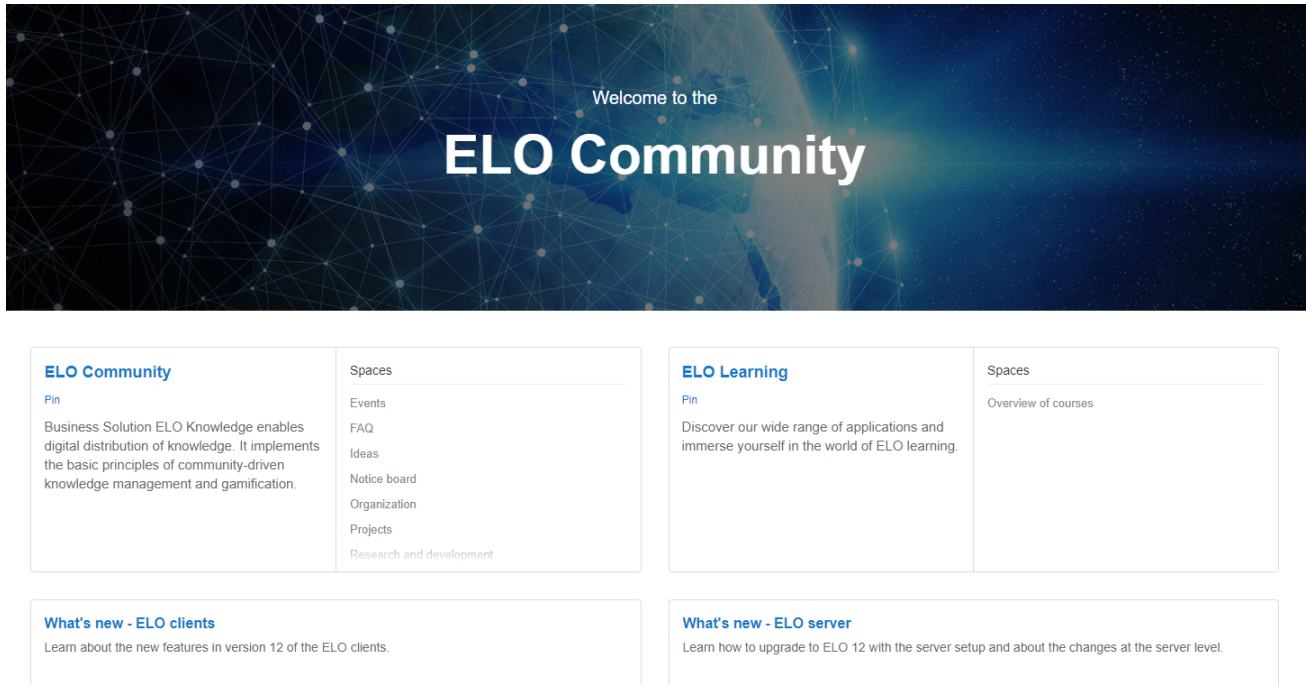 Welcome to the
ELO Community
ELO Community
Pin
Business Solution ELO Knowledge enables
digital distribution of knowledge. It implements
the basic principles of community-driven
knowledge management and gamification.
Spaces
Events
FAQ
Ideas
Notice board
Organization
Projects
Research and development
ELO Learning
Pin
Discover our wide range of applications and
immerse yourself in the world of ELO learning.
Spaces
Overview of courses
What's new - ELO clients
Learn about the new features in version 12 of the ELO clients.
What's new - ELO server
Learn how to upgrade to ELO 12 with the server setup and about the changes at the server level.